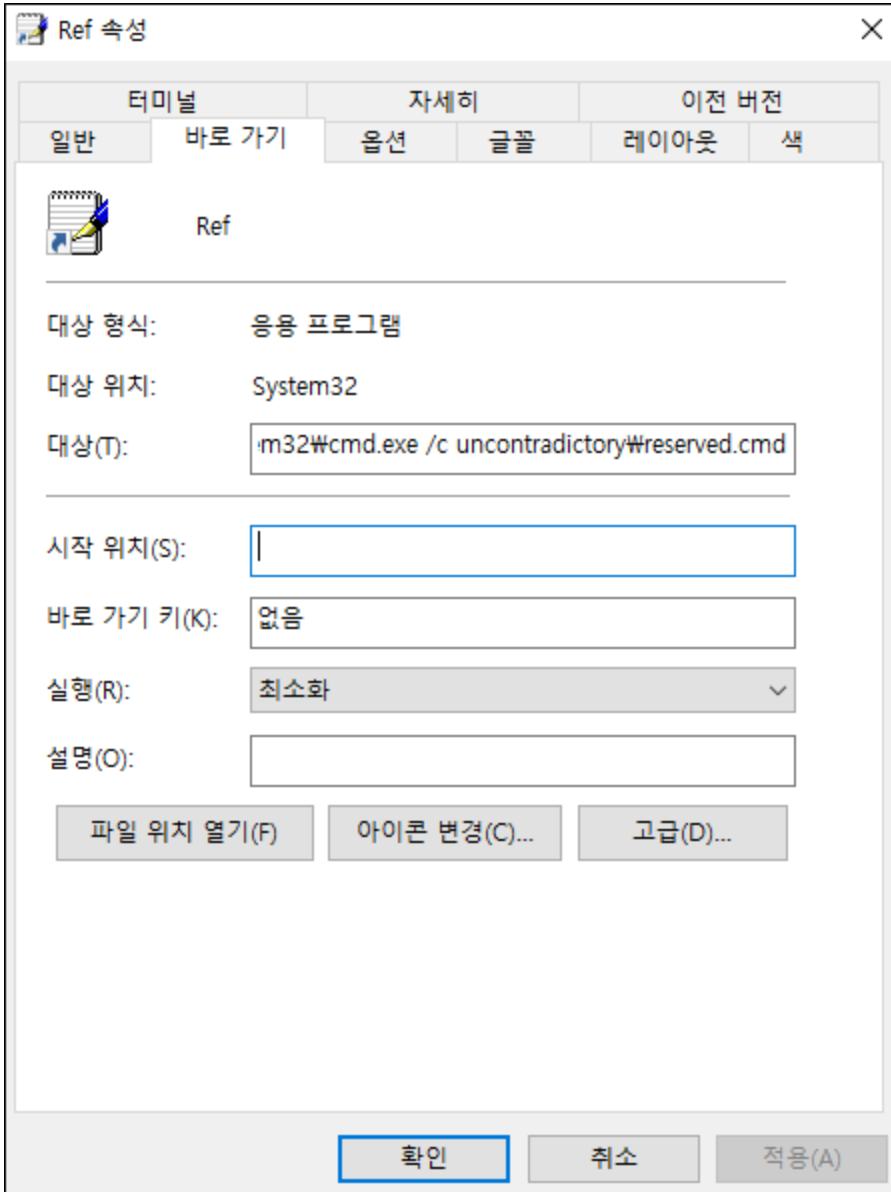 Ref 속성
터미널 자세히 이전 버전
일반 바로 가기 옵션 글꼴 레이아웃 색
Ref
대상 형식: 응용 프로그램
대상 위치: System32
대상(T): em32₩cmd.exe /c uncontradictory₩reserved.cmd
시작 위치(S):
바로 가기 키(K): 없음
실행(R): 최소화
설명(O):
파일 위치 열기(F) 아이콘 변경(C)... 고급(D)...
확인 취소 적용(A)